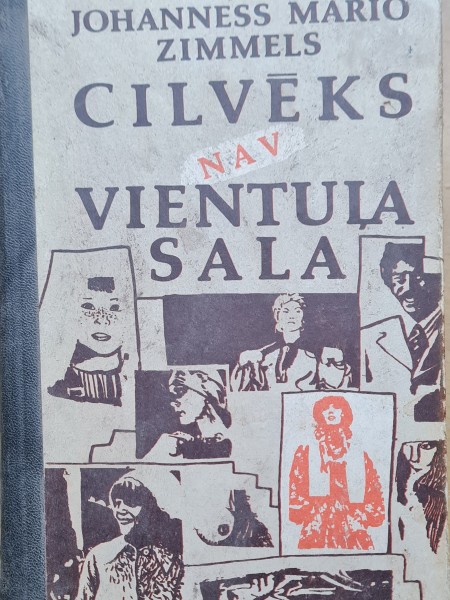 JOHANNESS MARIO
ZIMMELS
CILVĒKS
NAV
VIENTUĻA
SALA